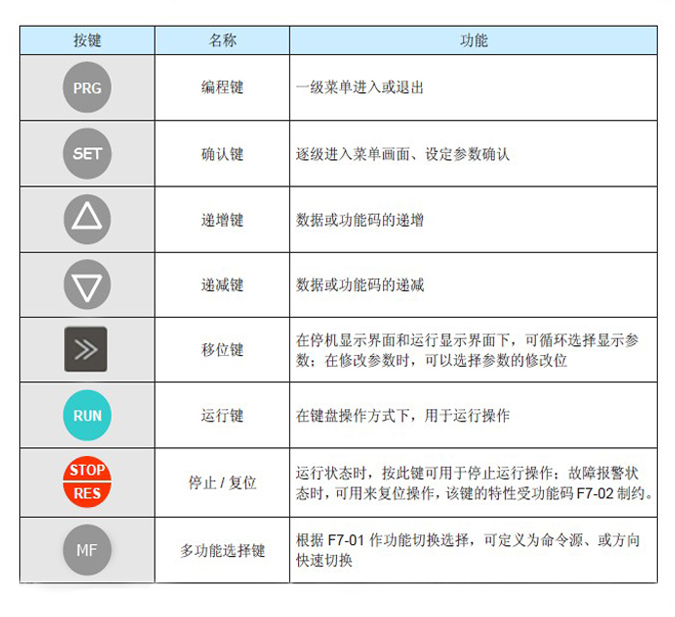 按键 名称 功能
PRG 编程键 一级菜单进入或退出
SET 确认键 逐级进入菜单画面、设定参数确认
递增键 数据或功能码的递增
递减键 数据或功能码的递减
移位键 在停机显示界面和运行显示界面下，可循环选择显示参
数；在修改参数时，可以选择参数的修改位
RUN 运行键 在键盘操作方式下，用于运行操作
STOP
RES
停止 / 复位
运行状态时，按此键可用于停止运行操作；故障报警状
态时，可用来复位操作，该键的特性受功能码 F7-02 制约。
MF 多功能选择键 根据 F7-01 作功能切换选择，可定义为命令源、或方向
快速切换